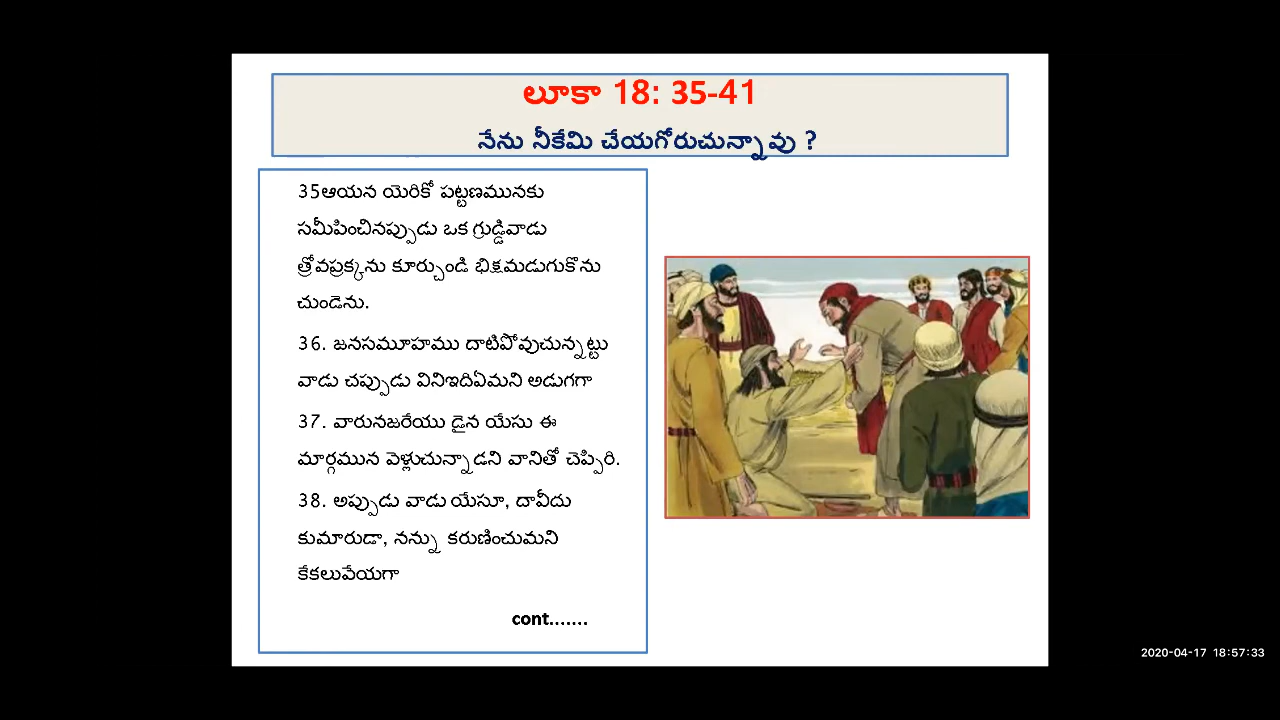 లూకా 18: 35-41
నేను నీకేమి చేయగోరుచున్నావు ?
35ఆయన యెరికో పట్టణమునకు
సమీపించినప్పుడు ఒక గ్రుడ్డివాడు
త్రోవప్రక్కను కూర్చుండి భిక్షమడుగుకొను
చుండెను.
36. జనసమూహము దాటిపోవుచున్నట్టు
వాడు చప్పుడు వినిఇదిఏమని అడుగగా
37. వారునజరేయు డైన యేసు ఈ
మార్గమున వెళ్లుచున్నాడని వానితో చెప్పిరి.
38. అప్పుడు వాడు యేసూ, దావీదు
కుమారుడా, నన్ను కరుణించుమని
కేకలువేయగా
cont.......
2020-04-17 18:57:33